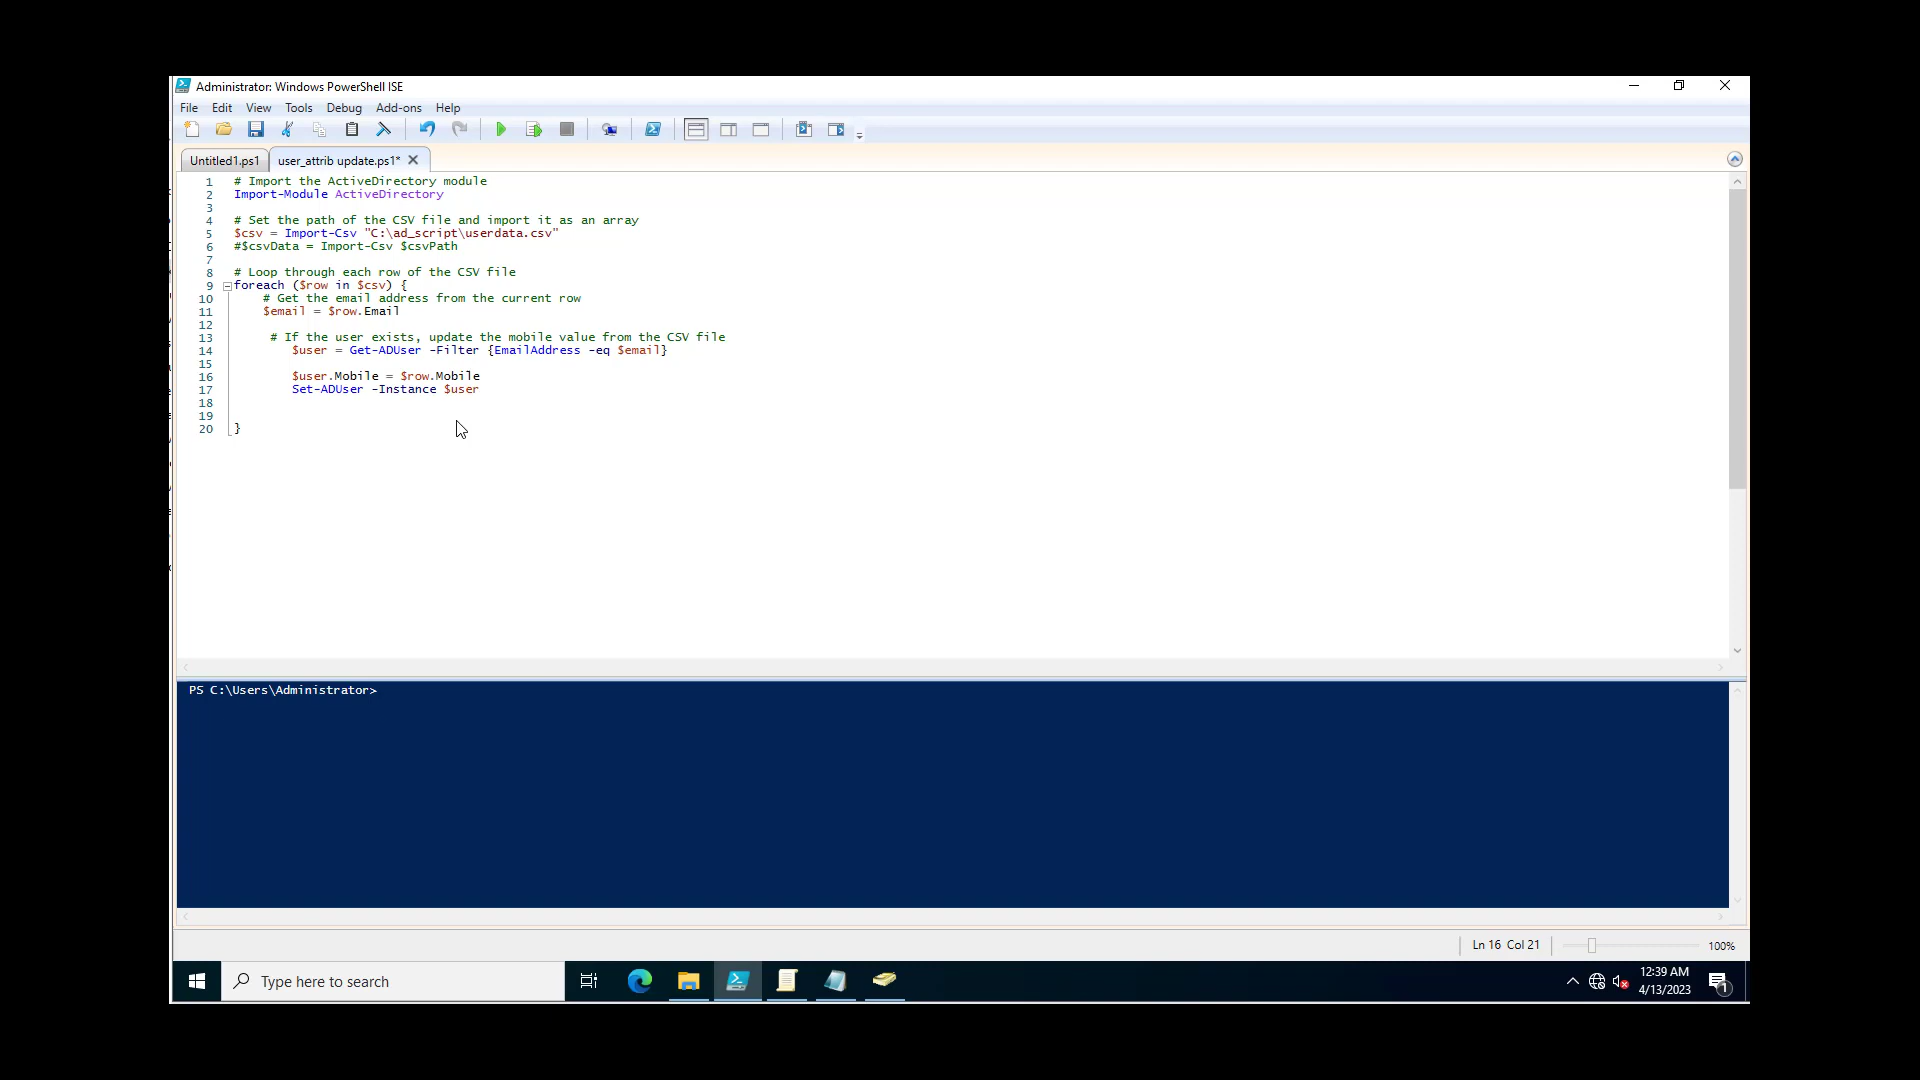 Administrator: Windows PowerShell ISE
File Edit View Tools Debug Add-ons Help
Untitled1.ps1 user_attrib update.ps1*
1 # Import the ActiveDirectory module
2 Import-Module ActiveDirectory
3
4 # Set the path of the CSV file and import it as an array
5 $csv = Import-Csv "C:\ad_script\userdata.csv"
6 #$csvData = Import-Csv $csvPath
7
8 # Loop through each row of the CSV file
9 foreach ($row in $csv) {
10 # Get the email address from the current row
11 $email = $row.Email
12
13 # If the user exists, update the mobile value from the CSV file
14 $user = Get-ADUser -Filter {EmailAddress -eq $email}
15
16 $user.Mobile = $row.Mobile
17 Set-ADUser -Instance $user
18
19
20 }
PS C:\Users\Administrator>
Ln 16 Col 21 100%
Type here to search
12:39 AM
4/13/2023
1